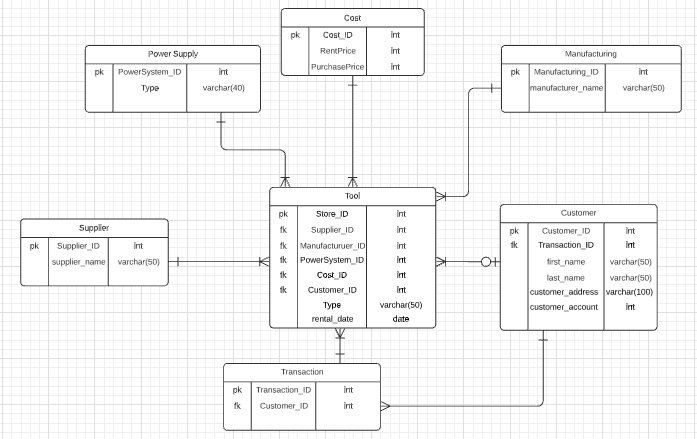 Cost
pk Cost_ID int
RentPrice int
PurchasePrice int
Power Supply
pk PowerSystem_ID int
Type varchar(40)
Manufacturing
pk Manufacturing_ID int
manufacturer_name varchar(50)
Tool
pk Store_ID int
fk Supplier_ID int
fk Manufacturuer_ID int
fk PowerSystem_ID int
fk Cost_ID int
fk Customer_ID int
Type varchar(50)
rental_date date
Supplier
pk Supplier_ID int
supplier_name varchar(50)
Customer
pk Customer_ID int
fk Transaction_ID int
first_name varchar(50)
last_name varchar(50)
customer_address varchar(100)
customer_account int
Transaction
pk Transaction_ID int
fk Customer_ID int